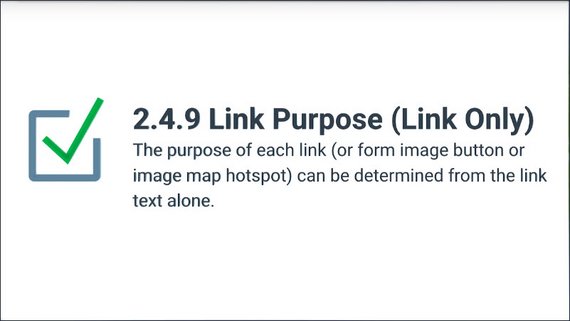 2.4.9 Link Purpose (Link Only)
The purpose of each link (or form image button or
image map hotspot) can be determined from the link
text alone.